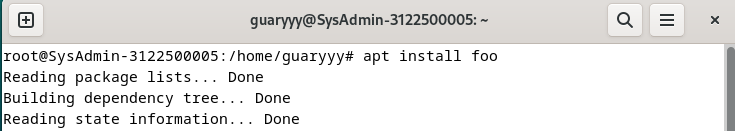 guaryyy@SysAdmin-3122500005: ~
root@SysAdmin-3122500005:/home/guaryyy# apt install foo
Reading package lists... Done
Building dependency tree... Done
Reading state information... Done